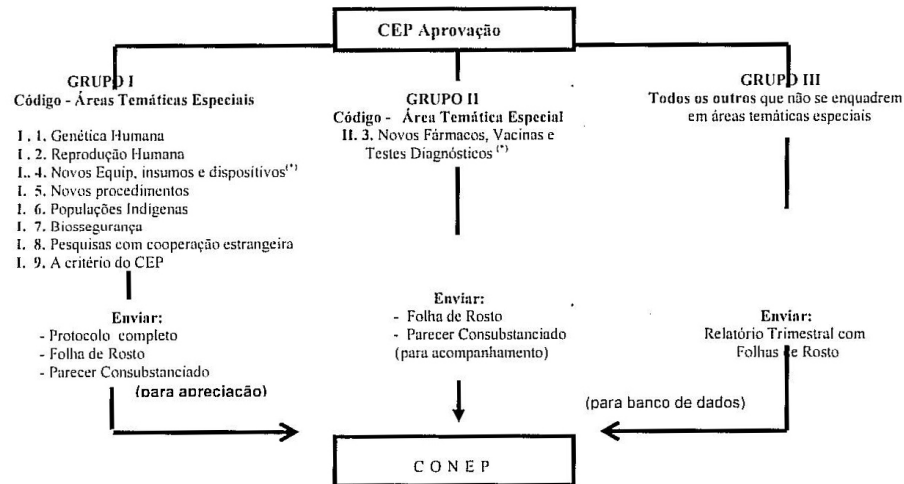 CEP Aprovação
GRUPO I
Código - Áreas Temáticas Especiais
I . 1. Genética Humana
I . 2. Reprodução Humana
I.. 4. Novos Equip, insumos e dispositivos(*)
I. 5. Novos procedimentos
I. 6. Populações Indígenas
I. 7. Biossegurança
I. 8. Pesquisas com cooperação estrangeira
I. 9. A critério do CEP
Enviar:
- Protocolo completo
- Folha de Rosto
- Parecer Consubstanciado
(para apreciação)
GRUPO II
Código - Área Temática Especial
II. 3. Novos Fármacos, Vacinas e
Testes Diagnósticos (*)
Enviar:
- Folha de Rosto
- Parecer Consubstanciado
(para acompanhamento)
GRUPO III
Todos os outros que não se enquadrem
em áreas temáticas especiais
Enviar:
Relatório Trimestral com
Folhas de Rosto
(para banco de dados)
CONEP